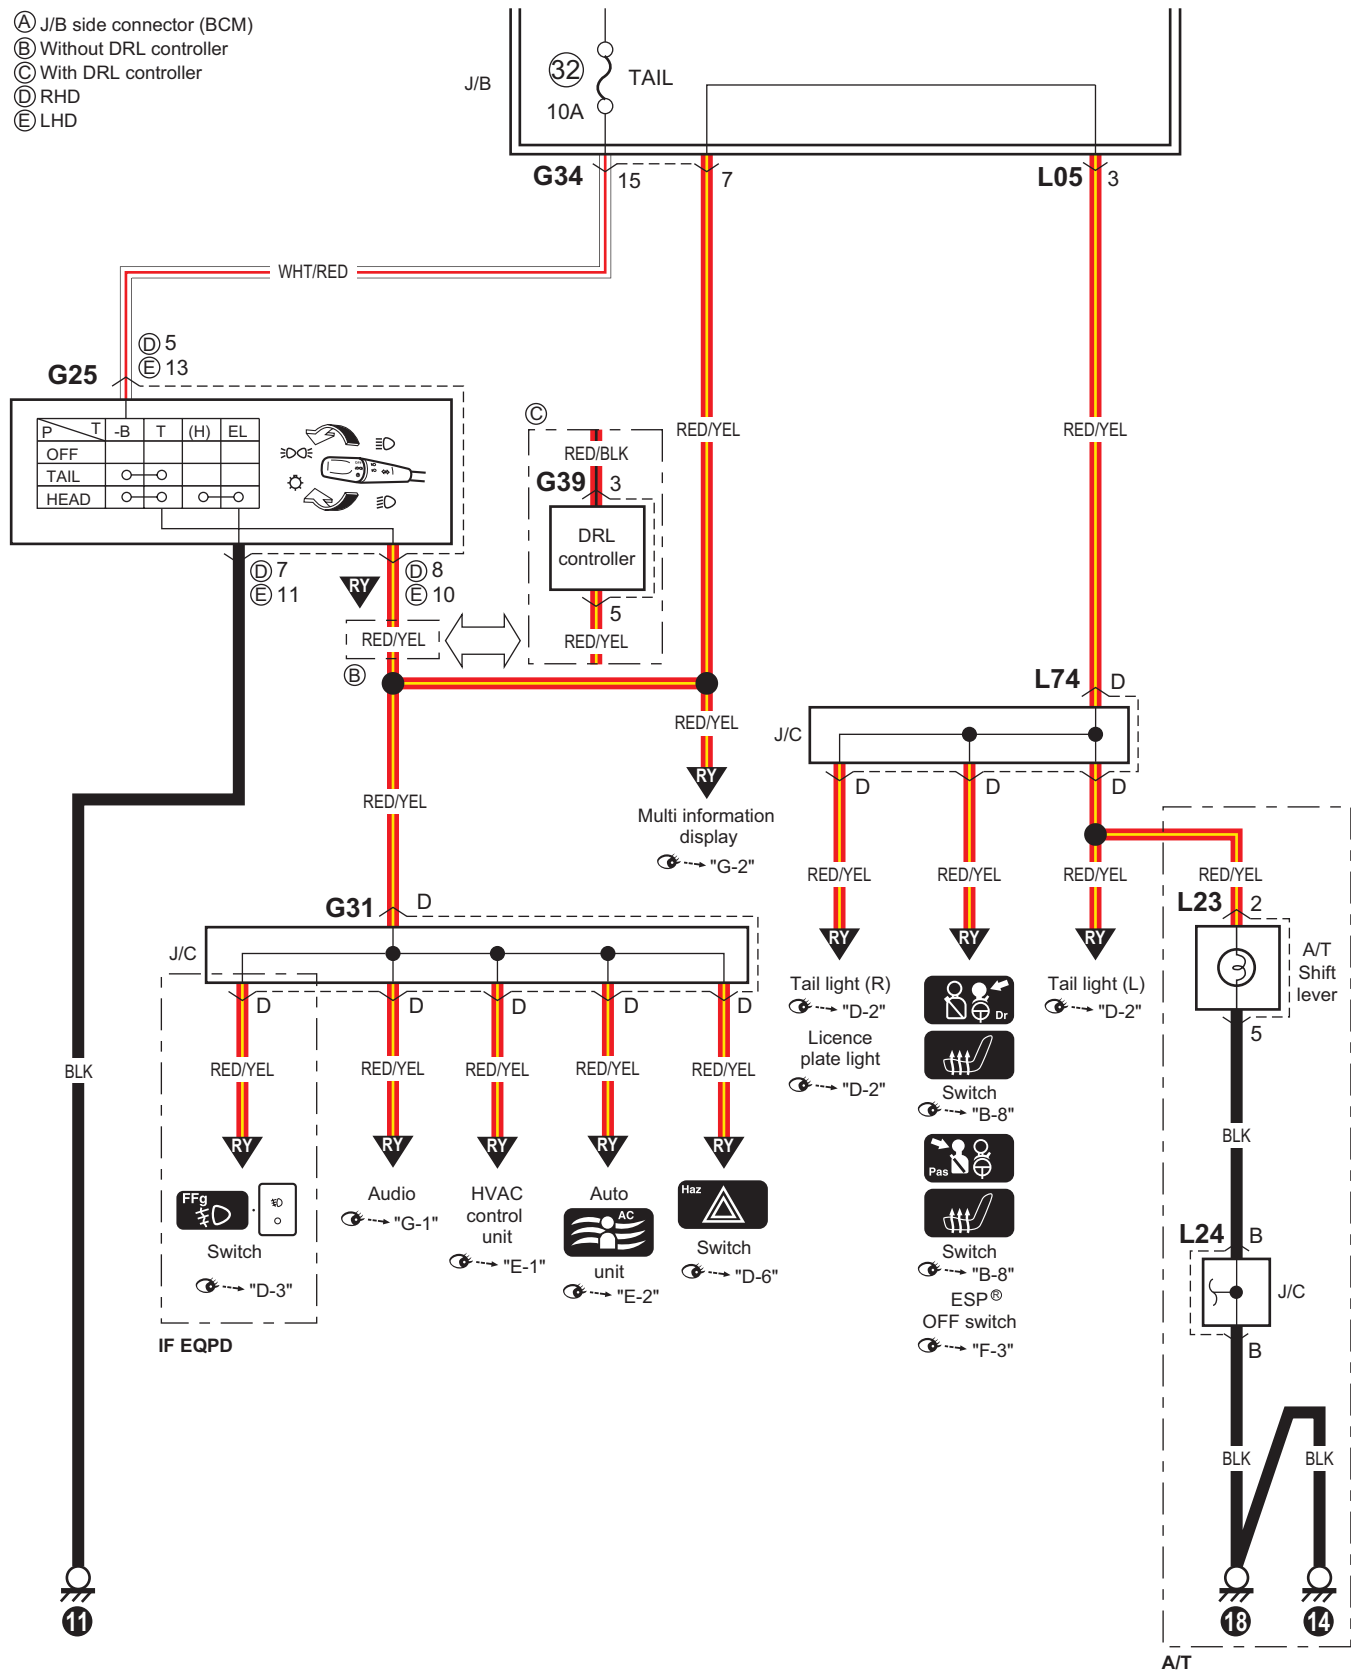 Ⓐ J/B side connector (BCM)
Ⓑ Without DRL controller
Ⓒ With DRL controller
Ⓓ RHD
Ⓔ LHD
J/B
32
TAIL
10A
G34
15
7
L05
3
WHT/RED
Ⓓ 5
Ⓔ 13
G25
P T -B T (H) EL
OFF
TAIL
HEAD
Ⓒ
RED/BLK
G39
3
DRL
controller
5
RED/YEL
RED/YEL
RED/YEL
Ⓓ 7
Ⓔ 11
RY
Ⓓ 8
Ⓔ 10
RED/YEL
Ⓑ
L74
D
J/C
D
D
D
RED/YEL
RY
Multi information
display
"G-2"
RED/YEL
G31
D
J/C
D
D
D
D
D
RED/YEL
RED/YEL
RED/YEL
RED/YEL
L23
2
A/T
Shift
lever
5
RY
RY
RY
Tail light (R)
"D-2"
Licence
plate light
"D-2"
Dr
Switch
"B-8"
Pas
Switch
"B-8"
ESP®
OFF switch
"F-3"
Tail light (L)
"D-2"
BLK
RED/YEL
RED/YEL
RED/YEL
RED/YEL
RED/YEL
RY
RY
RY
RY
RY
FFg
Switch
"D-3"
IF EQPD
Audio
"G-1"
HVAC
control
unit
"E-1"
Auto
AC
unit
"E-2"
Haz
Switch
"D-6"
BLK
L24
B
J/C
B
BLK
BLK
11
18
14
A/T